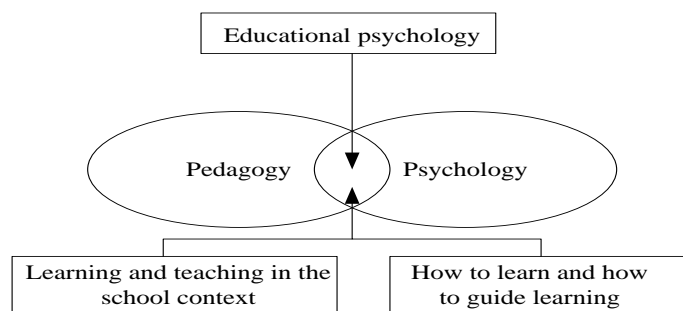 Educational psychology
Pedagogy
Psychology
Learning and teaching in the
school context
How to learn and how
to guide learning